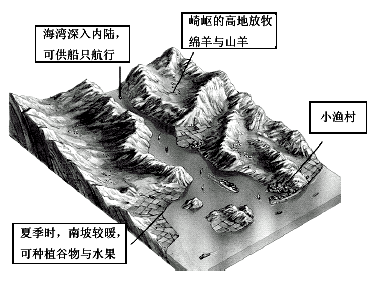 海湾深入内陆，
可供船只航行
崎岖的高地放牧
绵羊与山羊
小渔村
夏季时，南坡较暖，
可种植谷物与水果